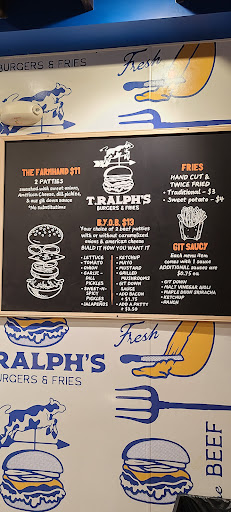 BURGERS & FRIES
Fresh
THE FARMHAND $11
2 PATTIES
smashed with sweet onion,
American cheese, dill pickles,
& our git down sauce
*No substitutions
T.RALPH'S
BURGERS & FRIES
B.Y.O.B. $13
Your choice of 2 beef patties
with or without caramelized
onions & american cheese
BUILD IT HOW YOU WANT IT
- LETTUCE
- TOMATO
- ONION
- GARLIC -
DILL
PICKLES
- SWEET-N-
SPICY
PICKLES
- JALAPEÑOS
- KETCHUP
- MAYO
- MUSTARD
- GRILLED
MUSHROOMS
- GIT DOWN
SAUCE
- ADD BACON
+ $1.75
- ADD A PATTY
+ $3.50
FRIE'S
HAND CUT &
TWICE FRIED
- Traditional - $3
- Sweet potato - $4
GIT SAUCY
Each menu item
comes with 1 sauce
ADDITIONAL sauces are
$0.75 ea
- GIT DOWN
- MALT VINEGAR AIOLI
- MAPLE DIJON SRIRACHA
- KETCHUP
- RANCH
Fresh
.RALPH'S
BURGERS & FRIES
BEEF